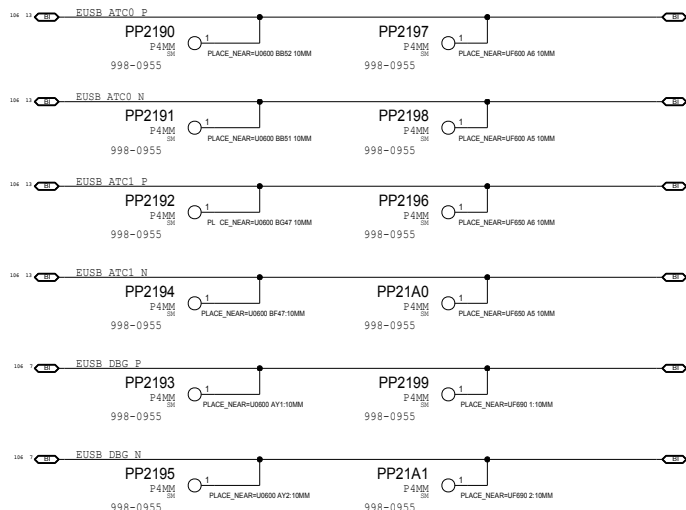 106 13 BI EUSB ATC0 P BI
PP2190 PP2197
P4MM 1 P4MM 1
SM PLACE_NEAR=U0600 BB52 10MM SM PLACE_NEAR=UF600 A6 10MM
998-0955 998-0955
106 13 BI EUSB ATC0 N BI
PP2191 PP2198
P4MM 1 P4MM 1
SM PLACE_NEAR=U0600 BB51 10MM SM PLACE_NEAR=UF600 A5 10MM
998-0955 998-0955
106 13 BI EUSB ATC1 P BI
PP2192 PP2196
P4MM 1 P4MM 1
SM PL CE_NEAR=U0600 BG47 10MM SM PLACE_NEAR=UF650 A6 10MM
998-0955 998-0955
106 13 BI EUSB ATC1 N BI
PP2194 PP21A0
P4MM 1 P4MM 1
SM PLACE_NEAR=U0600 BF47:10MM SM PLACE_NEAR=UF650 A5 10MM
998-0955 998-0955
106 7 BI EUSB DBG P BI
PP2193 PP2199
P4MM 1 P4MM 1
SM PLACE_NEAR=U0600 AY1:10MM SM PLACE_NEAR=UF690 1:10MM
998-0955 998-0955
106 7 BI EUSB DBG N BI
PP2195 PP21A1
P4MM 1 P4MM 1
SM PLACE_NEAR=U0600 AY2:10MM SM PLACE_NEAR=UF690 2:10MM
998-0955 998-0955